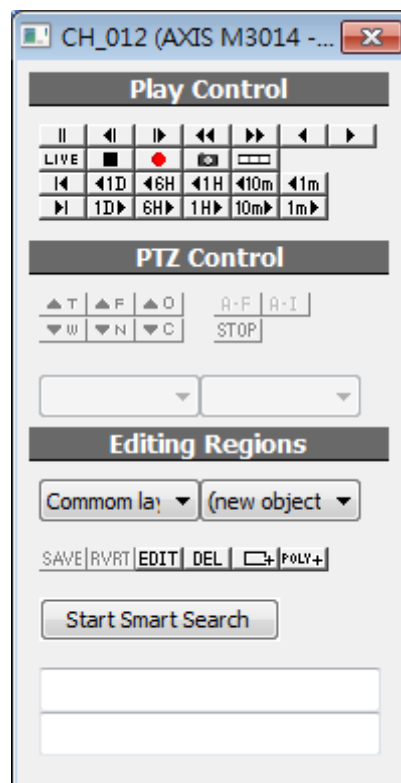 CH_012 (AXIS M3014 -...
Play Control
LIVE
1D 6H 1H 10m 1m
1D 6H 1H 10m 1m
PTZ Control
T F O A-F A-I
W N C STOP
Editing Regions
Commom lay (new object
SAVE RVRT EDIT DEL + POLY+
Start Smart Search